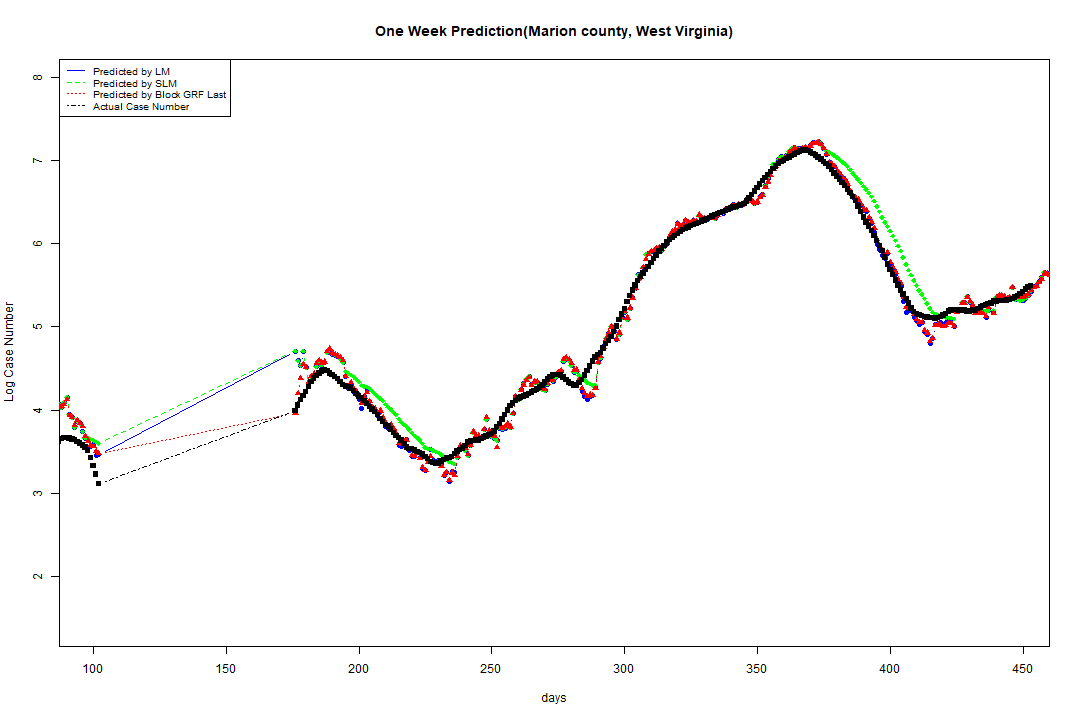 One Week Prediction(Marion county, West Virginia)
Predicted by LM
Predicted by SLM
Predicted by Block GRF Last
Actual Case Number
8
7
6
5
4
3
2
Log Case Number
100 150 200 250 300 350 400 450
days